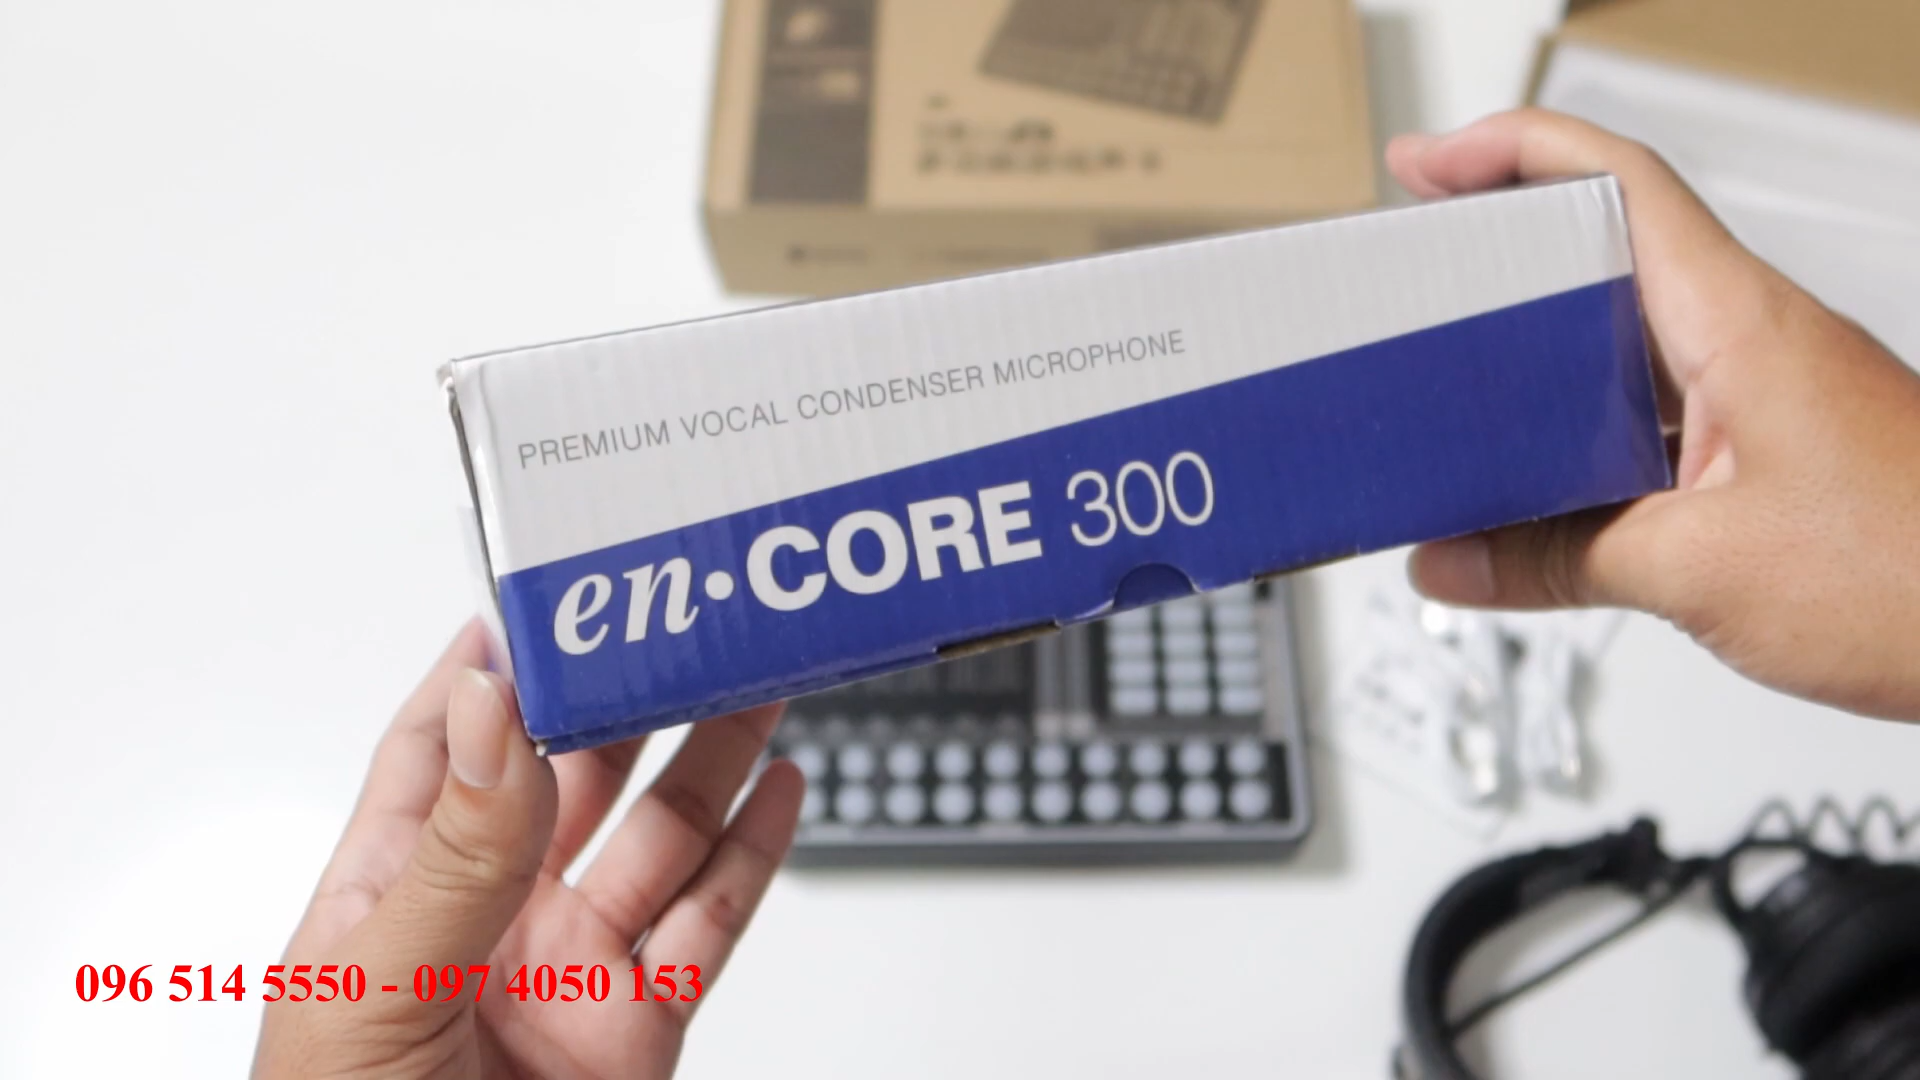 PREMIUM VOCAL CONDENSER MICROPHONE
en•CORE 300
096 514 5550 - 097 4050 153